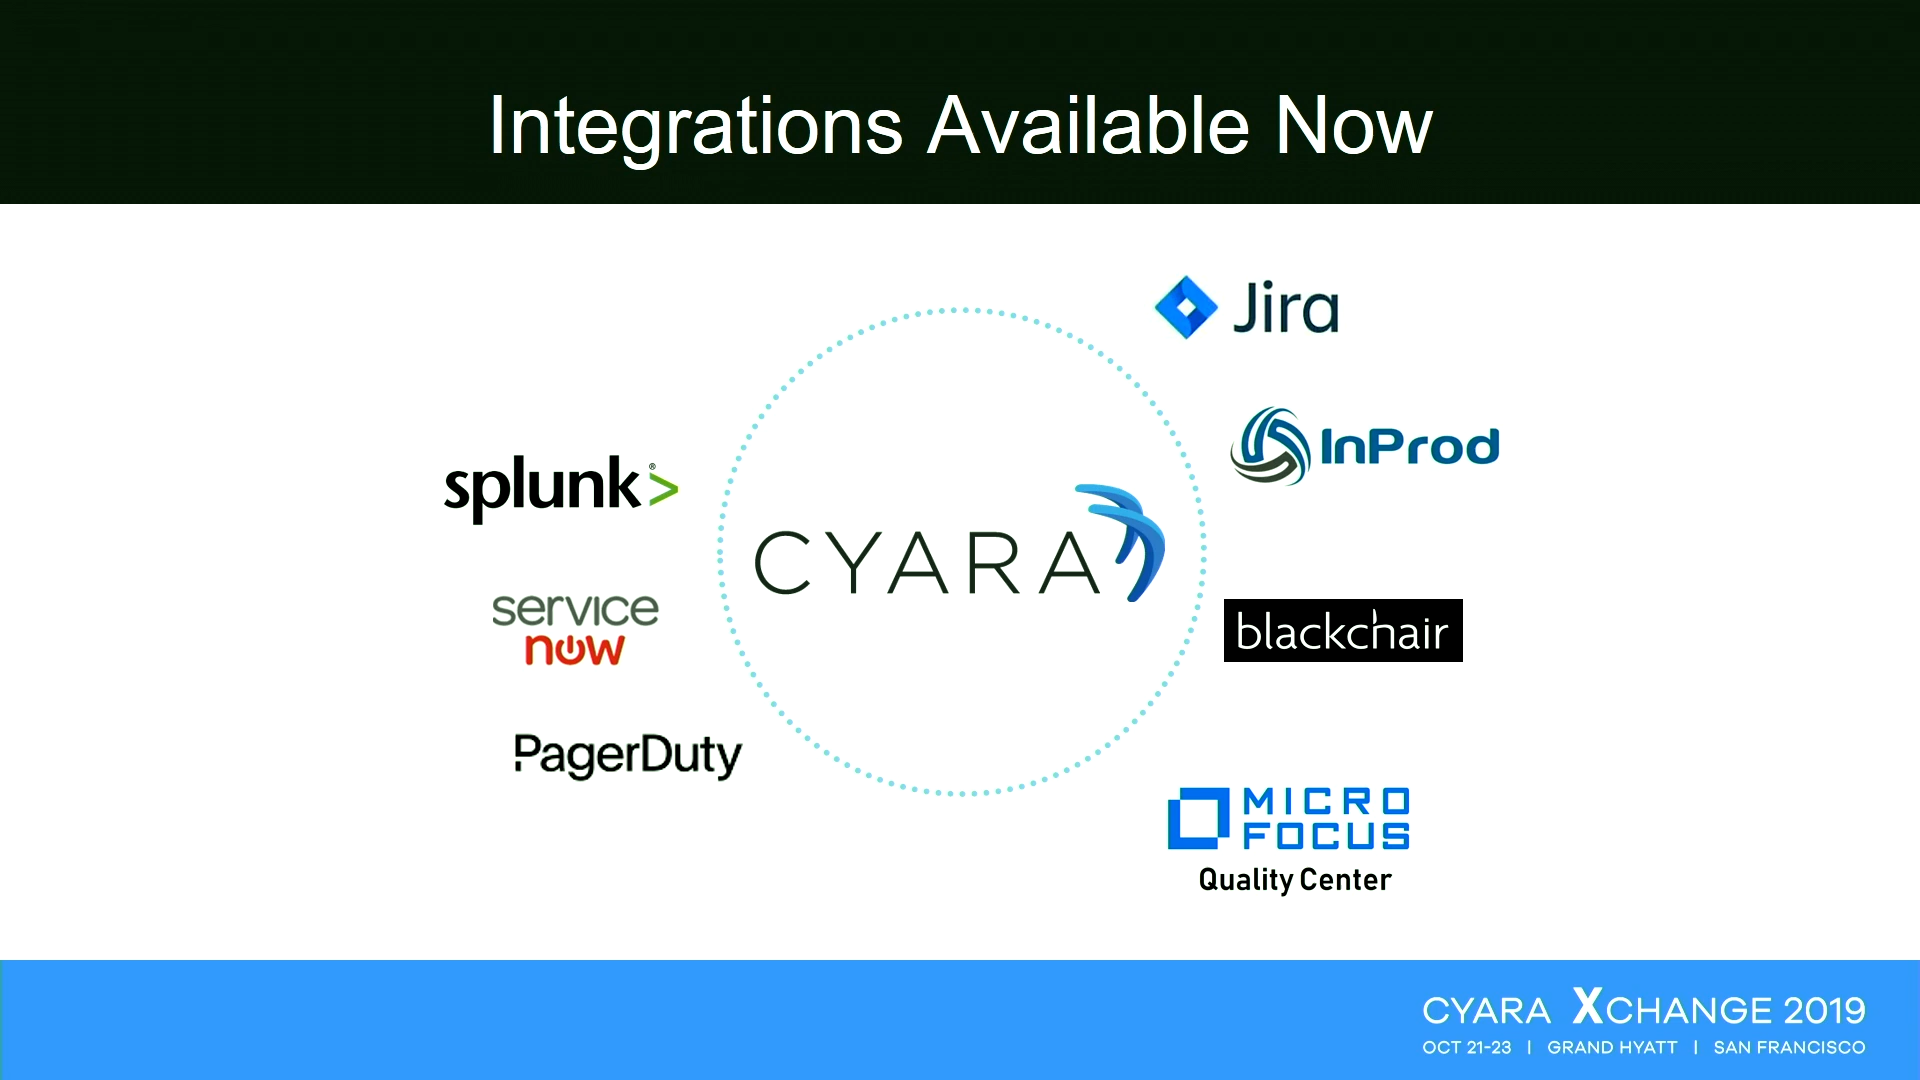 Integrations Available Now
Jira
InProd
splunk>®
CYARA
service
now
blackchair
PagerDuty
MICRO
FOCUS
Quality Center
CYARA XCHANGE 2019
OCT 21-23 | GRAND HYATT | SAN FRANCISCO